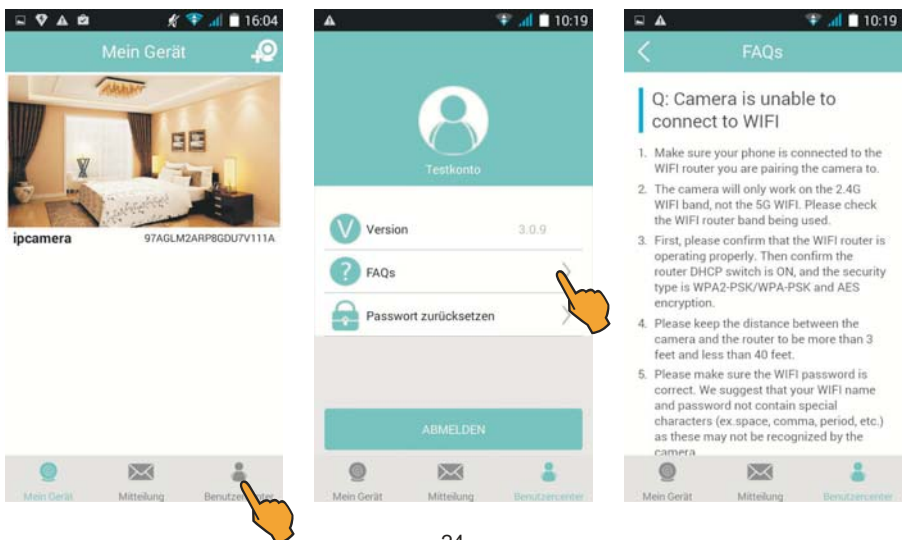 16:04
Mein Gerät
ipcamera
97AGLM2ARP8GDU7V111A
Mein Gerät
Mitteilung
Benutzercenter
10:19
Testkonto
Version
3.0.9
FAQs
Passwort zurücksetzen
ABMELDEN
Mein Gerät
Mitteilung
Benutzercenter
10:19
FAQs
Q: Camera is unable to
connect to WIFI
1. Make sure your phone is connected to the
WIFI router you are pairing the camera to.
2. The camera will only work on the 2.4G
WIFI band, not the 5G WIFI. Please check
the WIFI router band being used.
3. First, please confirm that the WIFI router is
operating properly. Then confirm the
router DHCP switch is ON, and the security
type is WPA2-PSK/WPA-PSK and AES
encryption.
4. Please keep the distance between the
camera and the router to be more than 3
feet and less than 40 feet.
5. Please make sure the WIFI password is
correct. We suggest that your WIFI name
and password not contain special
characters (ex.space, comma, period, etc.)
as these may not be recognized by the
camera
Mein Gerät
Mitteilung
Benutzercenter
24